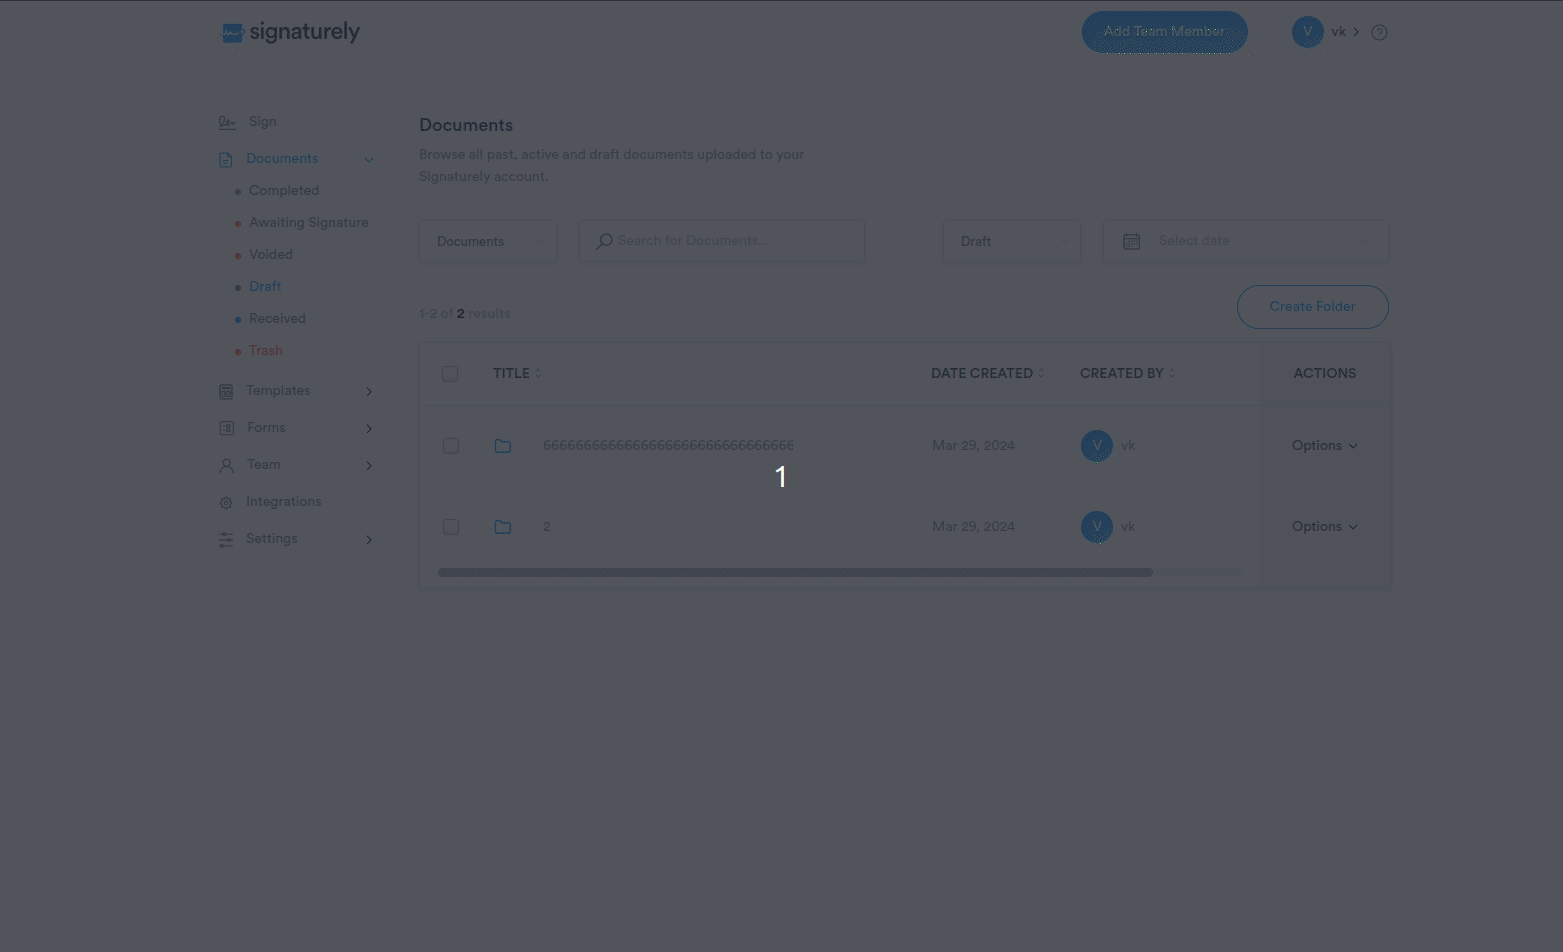 signaturely
Add Team Member
V vk
Sign
Documents
Completed
Awaiting Signature
Voided
Draft
Received
Trash
Templates
Forms
Team
Integrations
Settings
Documents
Browse all past, active and draft documents uploaded to your
Signaturely account.
Documents Search for Documents... Draft Select date
1-2 of 2 results
Create Folder
TITLE DATE CREATED CREATED BY ACTIONS
Mar 29, 2024 V vk Options
1
2 Mar 29, 2024 V vk Options